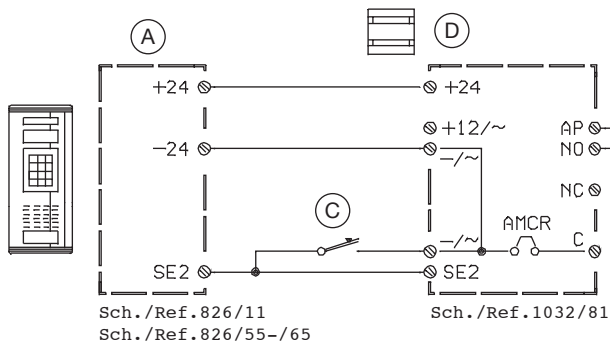 A
D
+24
+24
+12/~
AP
-24
-/~
NO
C
NC
AMCR
-/~
C
SE2
SE2
Sch./Ref.826/11
Sch./Ref.1032/81
Sch./Ref.826/55-/65